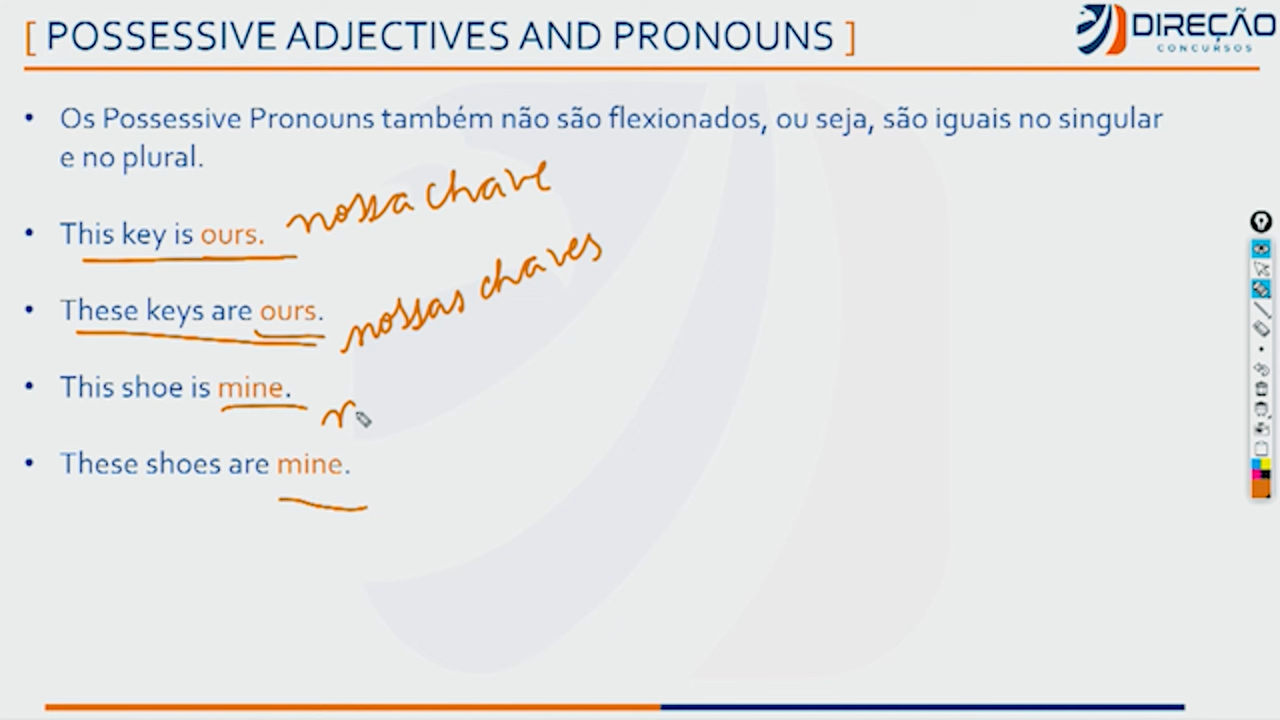 [ POSSESSIVE ADJECTIVES AND PRONOUNS ]
DIREÇÃO
CONCURSOS
• Os Possessive Pronouns também não são flexionados, ou seja, são iguais no singular
e no plural.
nossa chave
• This key is ours.
nossas chaves
• These keys are ours.
• This shoe is mine.
• These shoes are mine.